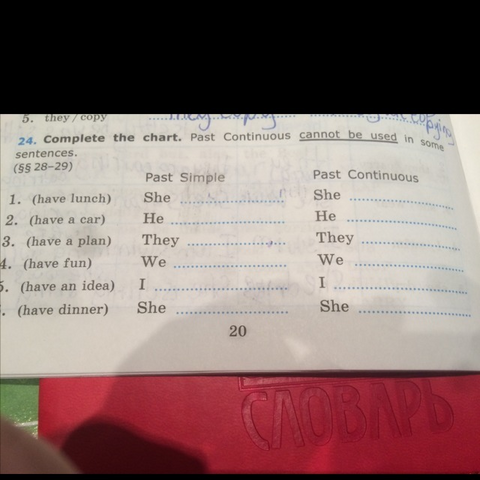 5. they / copy
24. Complete the chart. Past Continuous cannot be used in some
sentences.
(§§ 28–29)
Past Simple Past Continuous
1. (have lunch) She .................... She ....................
2. (have a car) He .................... He ....................
3. (have a plan) They .................... They ....................
4. (have fun) We .................... We ....................
5. (have an idea) I .................... I ....................
. (have dinner) She .................... She ....................
20
СЛОВАРЬ